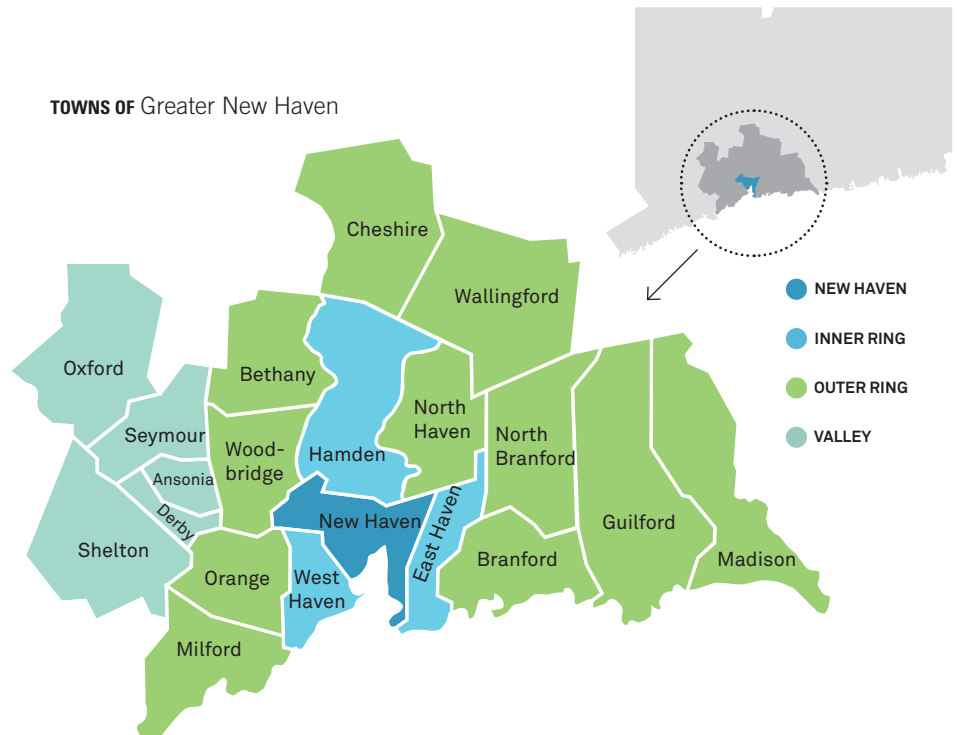 TOWNS OF Greater New Haven
Cheshire
Wallingford
NEW HAVEN
INNER RING
OUTER RING
VALLEY
Oxford
Bethany
Seymour
North
Haven
North
Branford
Wood-
bridge
Hamden
Ansonia
Derby
New Haven
East Haven
Guilford
Shelton
Orange
West
Haven
Branford
Madison
Milford